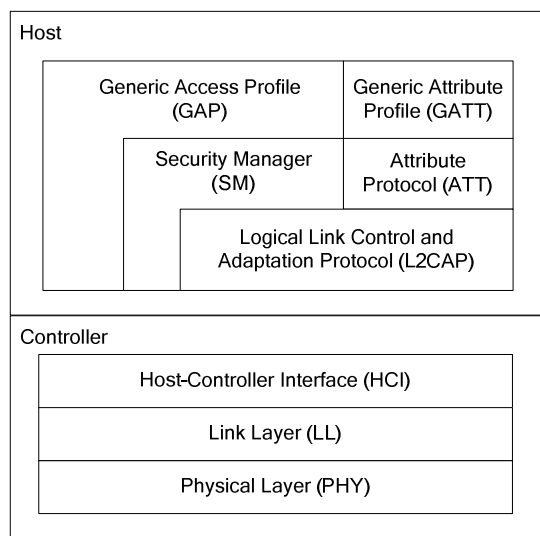 Host
Generic Access Profile
(GAP)
Generic Attribute
Profile (GATT)
Security Manager
(SM)
Attribute
Protocol (ATT)
Logical Link Control and
Adaptation Protocol (L2CAP)
Controller
Host-Controller Interface (HCI)
Link Layer (LL)
Physical Layer (PHY)